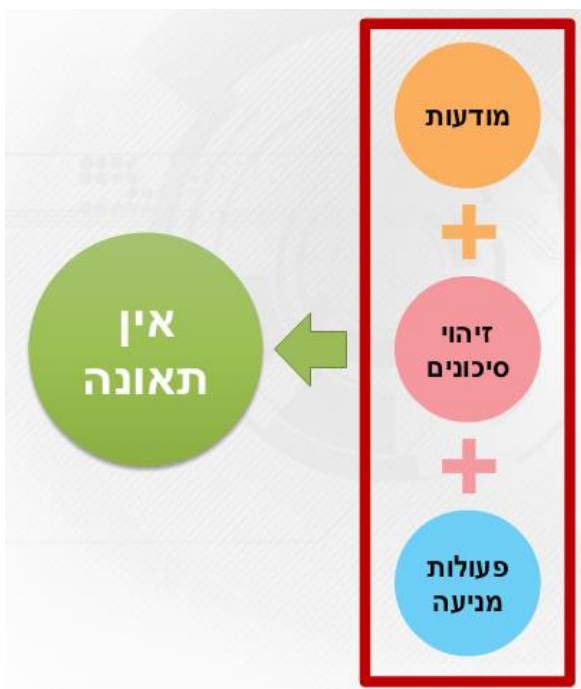 מודעות
זיהוי
סיכונים
פעולות
מניעה
אין
תאונה